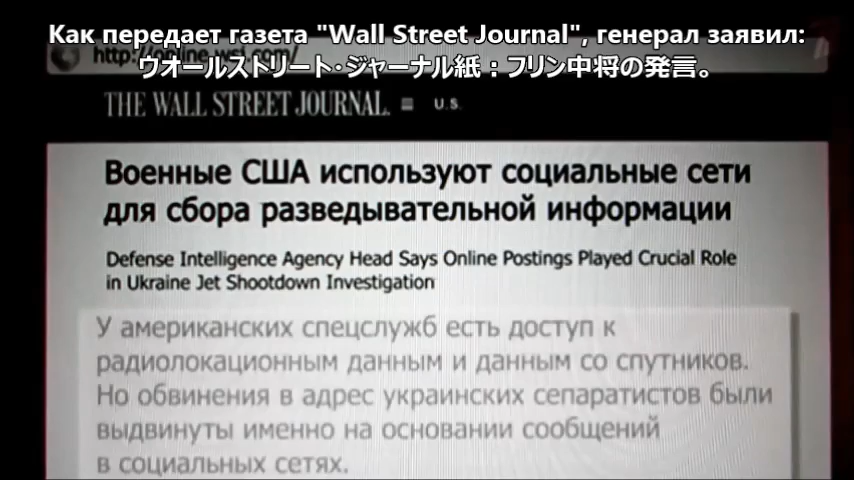 Как передает газета "Wall Street Journal", генерал заявил:
http://online.wsj.com/
ウオールストリート・ジャーナル紙：フリン中将の発言。
THE WALL STREET JOURNAL. ≡ U.S.
Военные США используют социальные сети
для сбора разведывательной информации
Defense Intelligence Agency Head Says Online Postings Played Crucial Role
in Ukraine Jet Shootdown Investigation
У американских спецслужб есть доступ к
радиолокационным данным и данным со спутников.
Но обвинения в адрес украинских сепаратистов были
выдвинуты именно на основании сообщений
в социальных сетях.